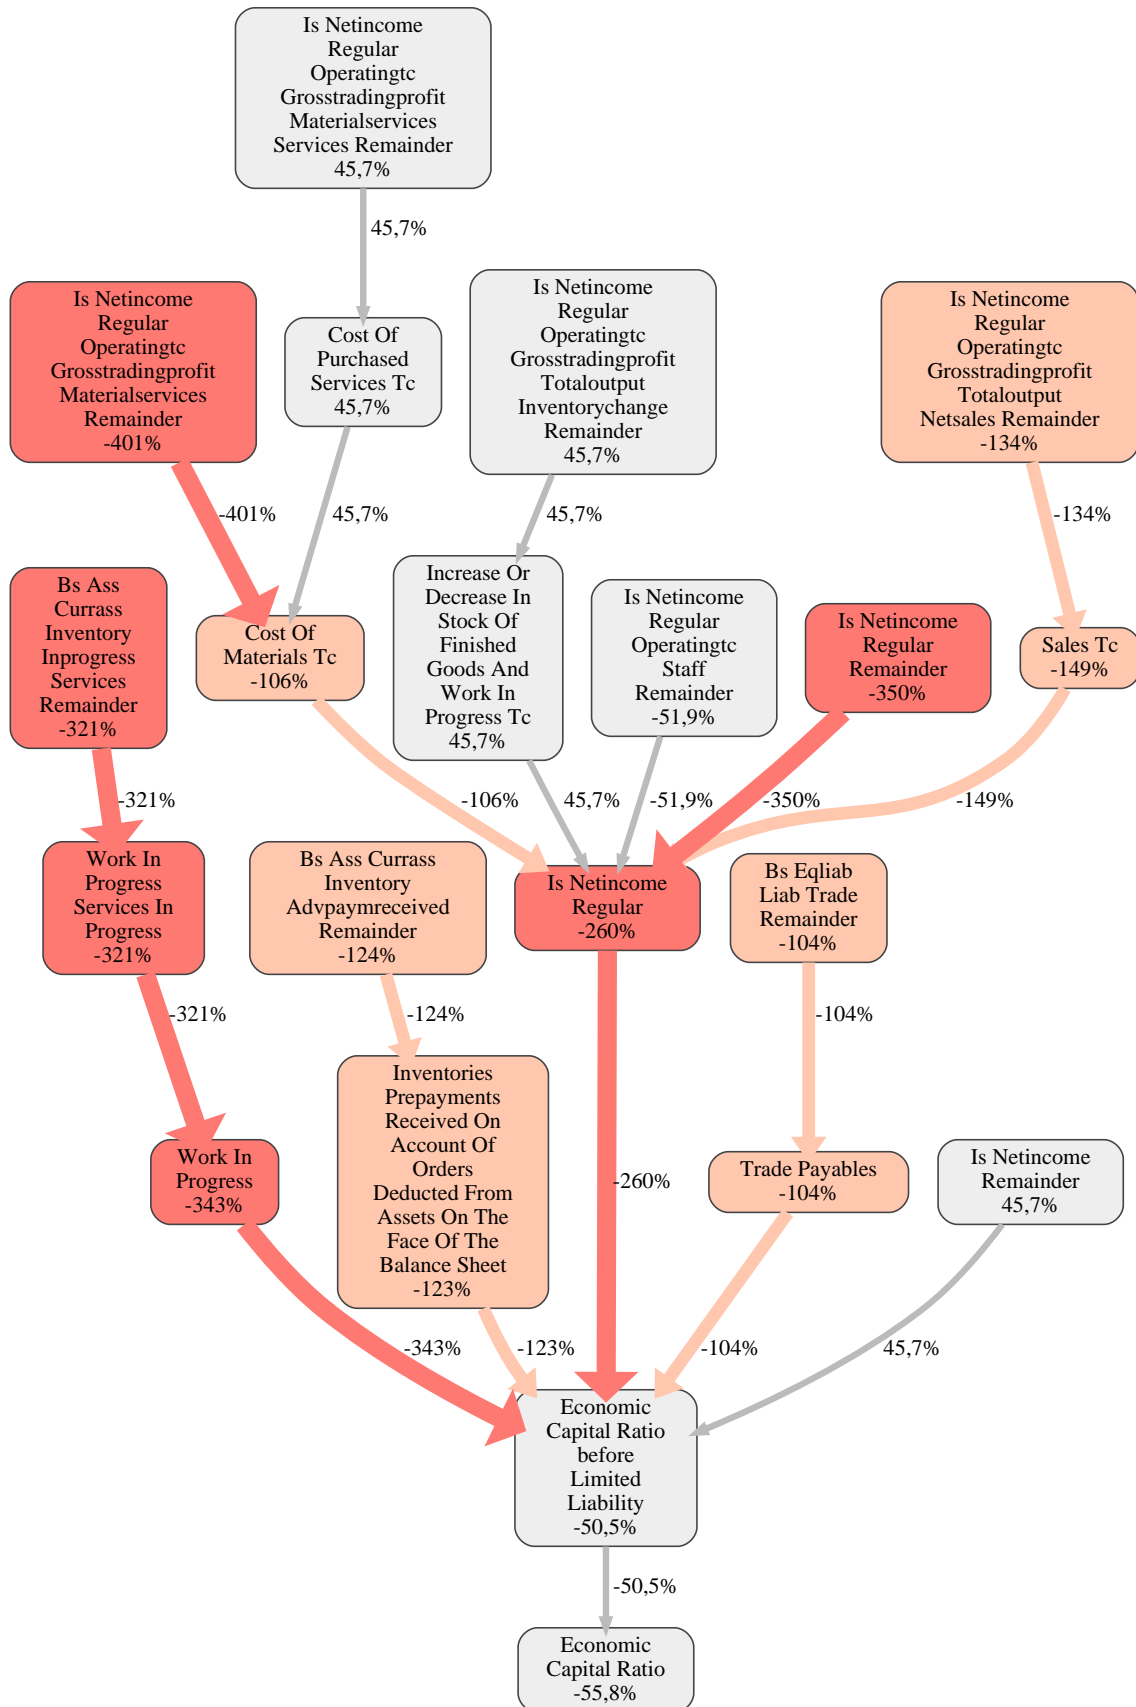 Is Netincome
Regular
Operatingtc
Grosstradingprofit
Materialservices
Services Remainder
45,7%
45,7%
Is Netincome
Regular
Operatingtc
Grosstradingprofit
Materialservices
Remainder
-401%
Cost Of
Purchased
Services Tc
45,7%
Is Netincome
Regular
Operatingtc
Grosstradingprofit
Totaloutput
Inventorychange
Remainder
45,7%
Is Netincome
Regular
Operatingtc
Grosstradingprofit
Totaloutput
Netsales Remainder
-134%
-401%
45,7%
45,7%
-134%
Bs Ass
Currass
Inventory
Inprogress
Services
Remainder
-321%
Cost Of
Materials Tc
-106%
Increase Or
Decrease In
Stock Of
Finished
Goods And
Work In
Progress Tc
45,7%
Is Netincome
Regular
Operatingtc
Staff
Remainder
-51,9%
Is Netincome
Regular
Remainder
-350%
Sales Tc
-149%
-321%
-106%
45,7%
-51,9%
-350%
-149%
Work In
Progress
Services In
Progress
-321%
Bs Ass Currass
Inventory
Advpaymreceived
Remainder
-124%
Is Netincome
Regular
-260%
Bs Eqliab
Liab Trade
Remainder
-104%
-321%
-124%
-104%
Work In
Progress
-343%
Inventories
Prepayments
Received On
Account Of
Orders
Deducted From
Assets On The
Face Of The
Balance Sheet
-123%
-260%
Trade Payables
-104%
Is Netincome
Remainder
45,7%
-343%
-123%
-104%
45,7%
Economic
Capital Ratio
before
Limited
Liability
-50,5%
-50,5%
Economic
Capital Ratio
-55,8%